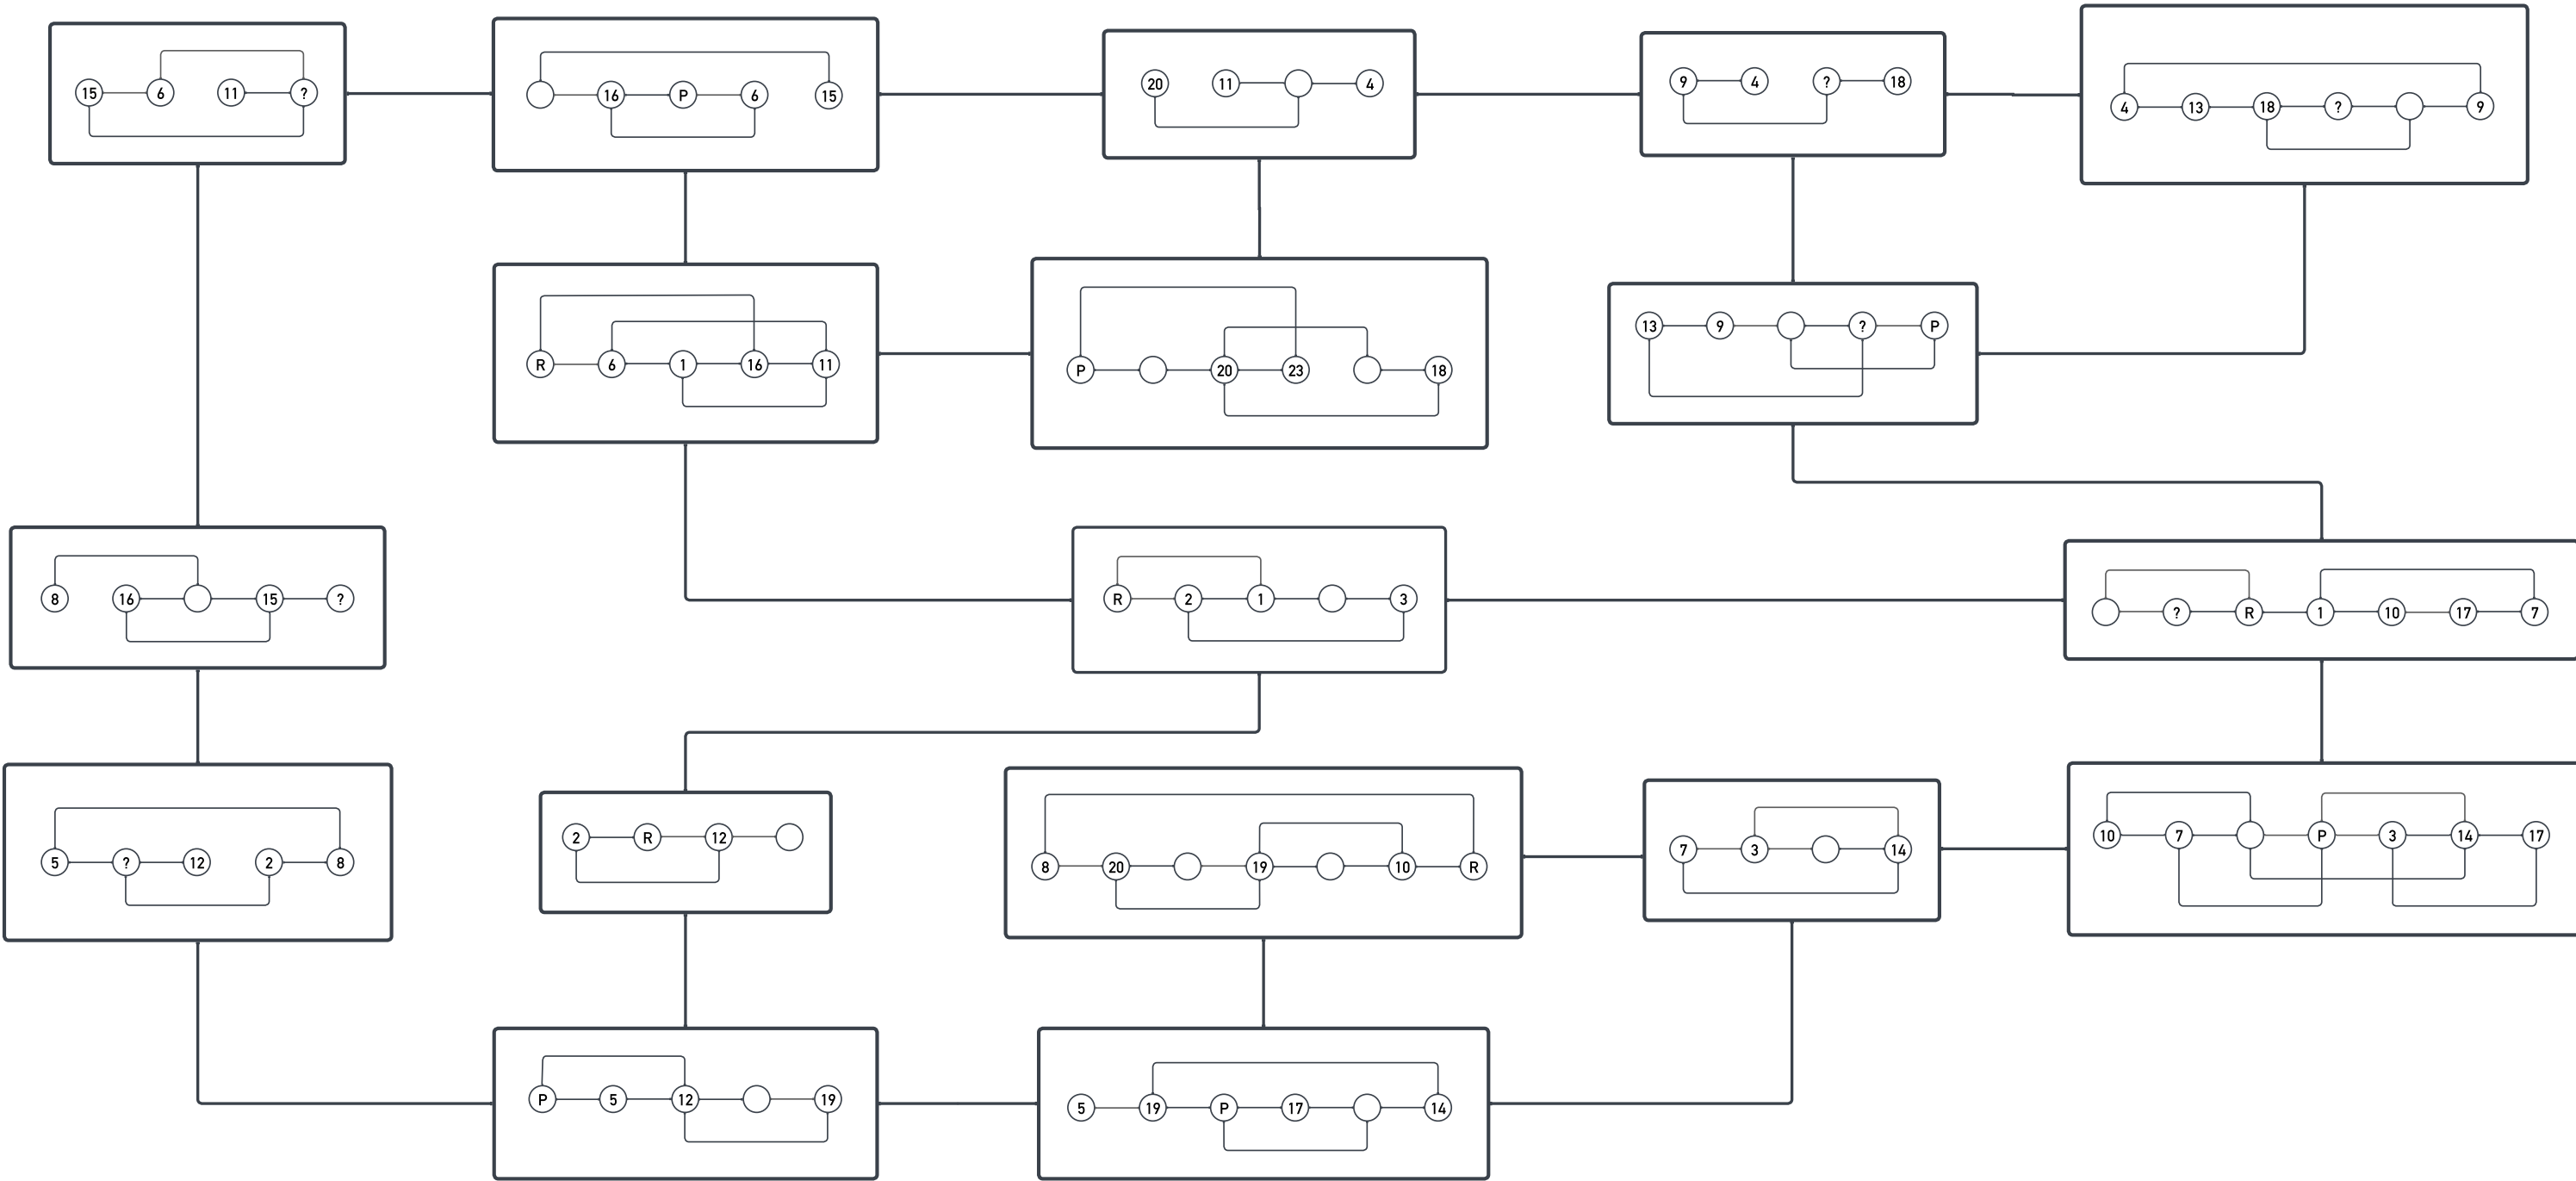 15 6 11 ?
16 P 6 15
20 11 4
9 4 ? 18
4 13 18 ? 9
R 6 1 16 11
P 20 23 18
13 9 ? P
8 16 15 ?
R 2 1 3
? R 1 10 17 7
5 ? 12 2 8
2 R 12
8 20 19 10 R
7 3 14
10 7 P 3 14 17
P 5 12 19
5 19 P 17 14